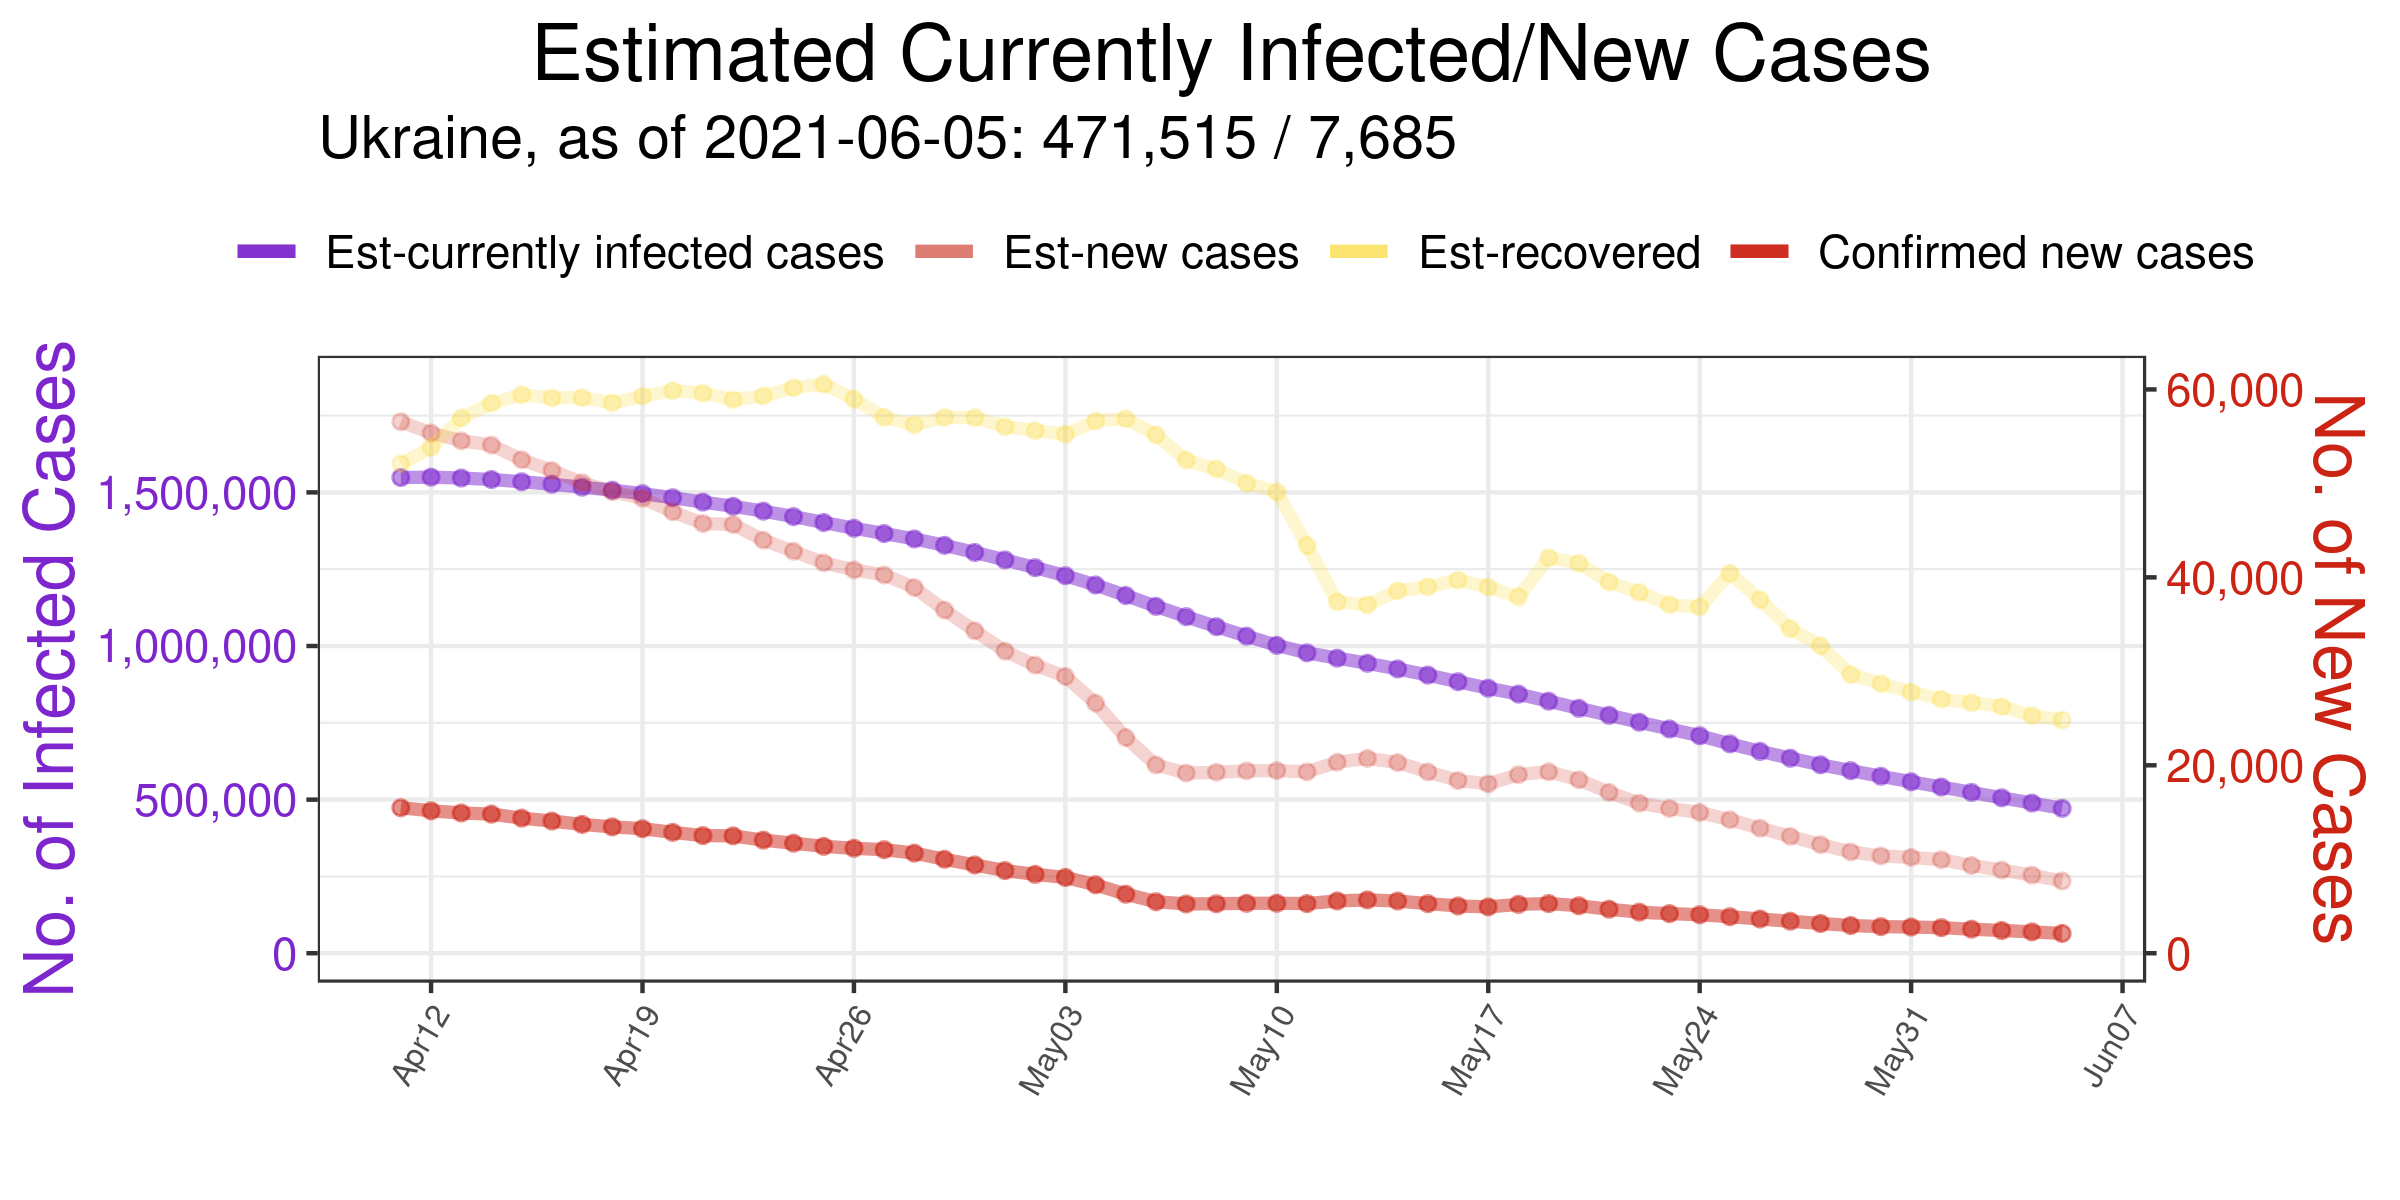 Estimated Currently Infected/New Cases
Ukraine, as of 2021-06-05: 471,515 / 7,685
Est-currently infected cases Est-new cases Est-recovered Confirmed new cases
No. of Infected Cases
1,500,000
1,000,000
500,000
0
60,000
40,000
20,000
0
No. of New Cases
Apr12 Apr19 Apr26 May03 May10 May17 May24 May31 Jun07